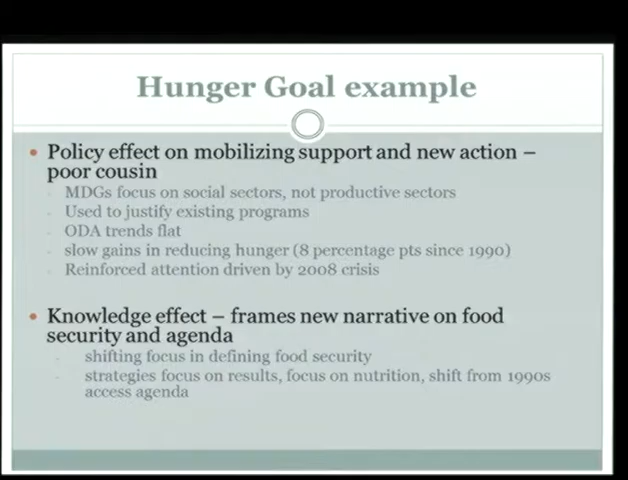 Hunger Goal example
• Policy effect on mobilizing support and new action –
poor cousin
- MDGs focus on social sectors, not productive sectors
- Used to justify existing programs
- ODA trends flat
- slow gains in reducing hunger (8 percentage pts since 1990)
- Reinforced attention driven by 2008 crisis
• Knowledge effect – frames new narrative on food
security and agenda
- shifting focus in defining food security
- strategies focus on results, focus on nutrition, shift from 1990s
access agenda